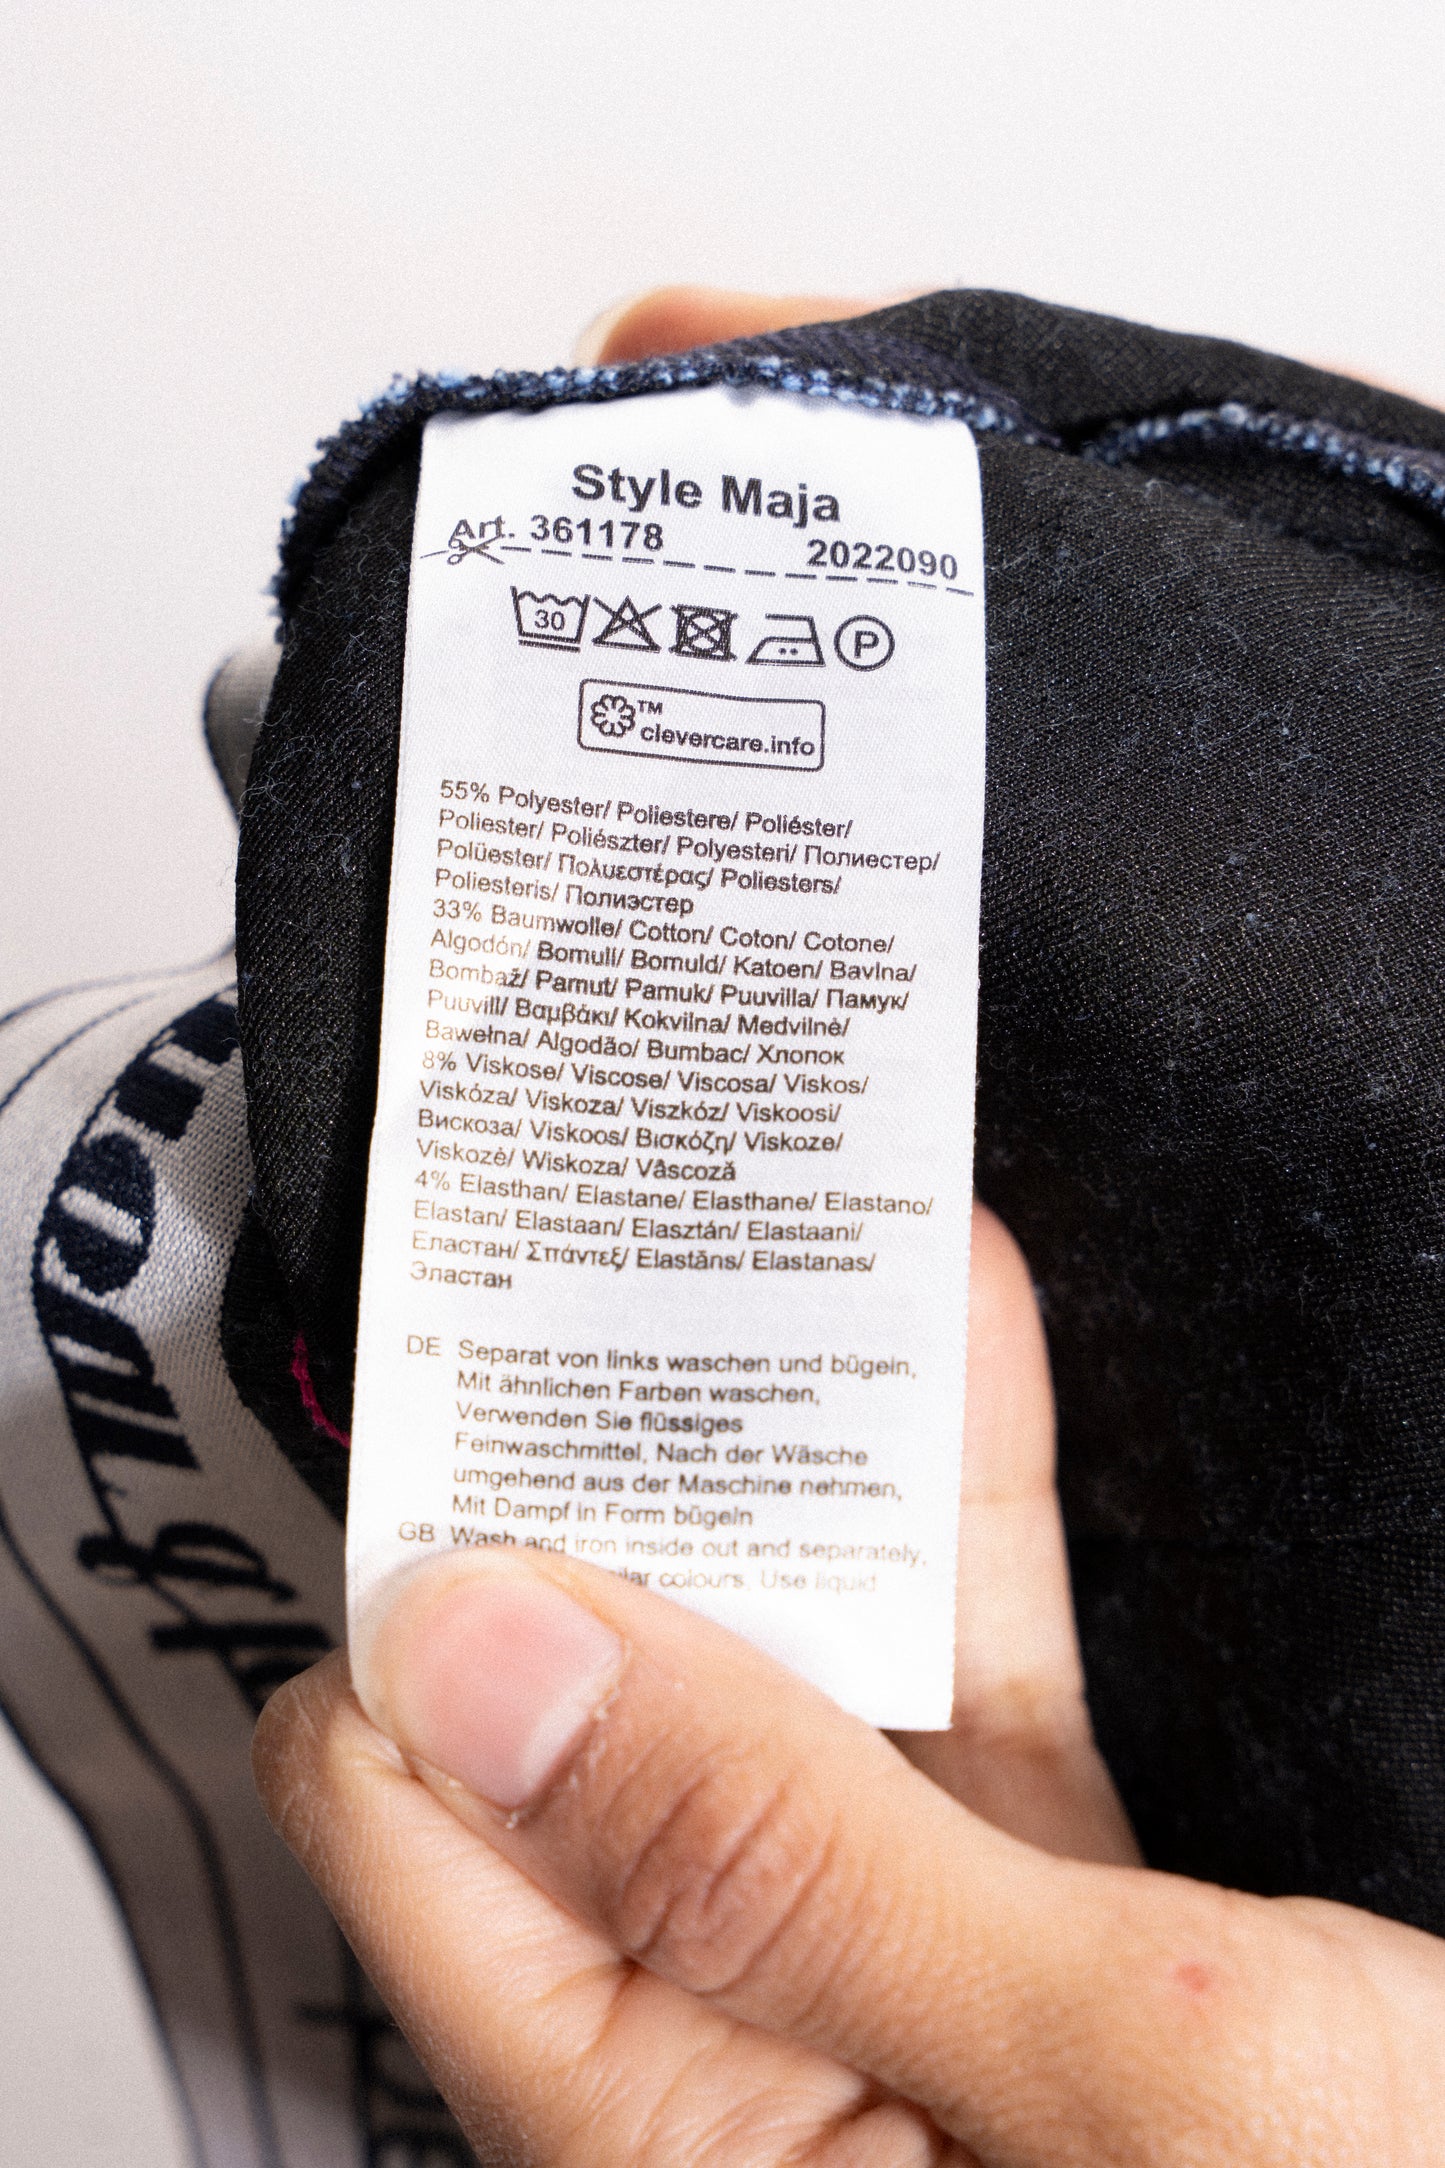 Style Maja
Art. 361178 2022090
30 P
TM
clevercare.info
55% Polyester/ Poliestere/ Poliéster/
Poliester/ Poliészter/ Polyesteri/ Полиестер/
Polüester/ Πολυεστέρας/ Poliesters/
Poliesteris/ Полиэстер
33% Baumwolle/ Cotton/ Coton/ Cotone/
Algodón/ Bomull/ Bomuld/ Katoen/ Bavlna/
Bombaž/ Pamut/ Pamuk/ Puuvilla/ Памук/
Puuvill/ Βαμβάκι/ Kokvilna/ Medvilnė/
Bawełna/ Algodão/ Bumbac/ Хлопок
8% Viskose/ Viscose/ Viscosa/ Viskos/
Viskóza/ Viskoza/ Viszkóz/ Viskoosi/
Вискоза/ Viskoos/ Βισκόζη/ Viskoze/
Viskozė/ Wiskoza/ Vâscoză
4% Elasthan/ Elastane/ Elasthane/ Elastano/
Elastan/ Elastaan/ Elasztán/ Elastaani/
Еластан/ Σπάντεξ/ Elastāns/ Elastanas/
Эластан
DE Separat von links waschen und bügeln,
Mit ähnlichen Farben waschen,
Verwenden Sie flüssiges
Feinwaschmittel, Nach der Wäsche
umgehend aus der Maschine nehmen,
Mit Dampf in Form bügeln
GB Wash and iron inside out and separately,
colours, Use liquid